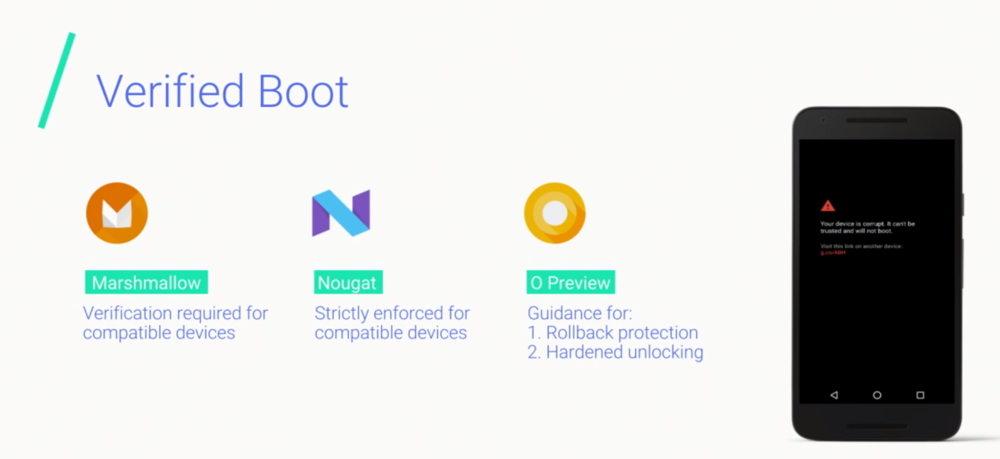 Verified Boot
Marshmallow
Verification required for
compatible devices
Nougat
Strictly enforced for
compatible devices
O Preview
Guidance for:
1. Rollback protection
2. Hardened unlocking
Your device is corrupt. It can't be
trusted and will not boot.
Visit this link on another device:
g.co/ABH